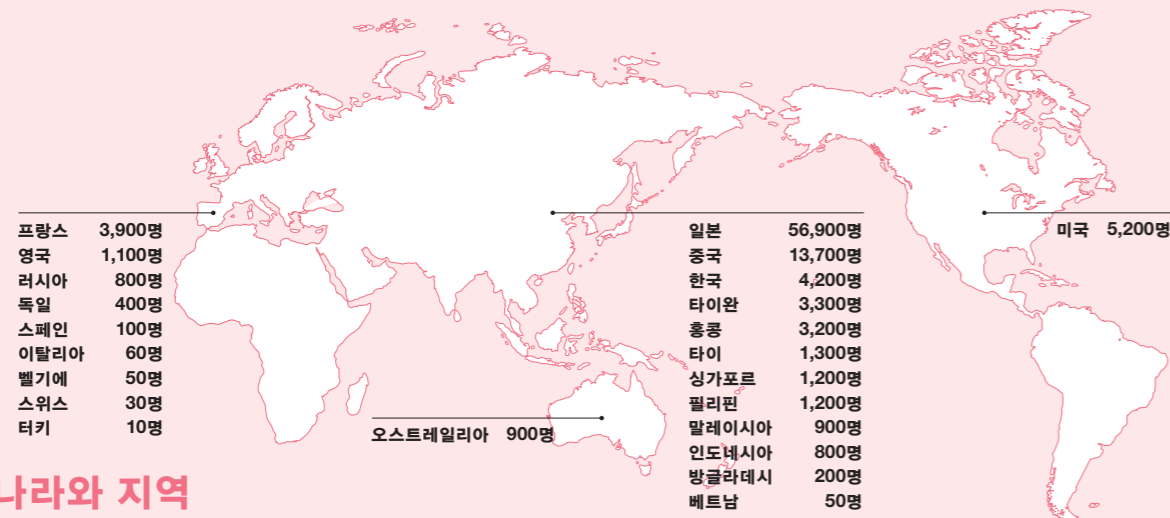 프랑스 3,900명
영국 1,100명
러시아 800명
독일 400명
스페인 100명
이탈리아 60명
벨기에 50명
스위스 30명
터키 10명
오스트레일리아 900명
일본 56,900명
중국 13,700명
한국 4,200명
타이완 3,300명
홍콩 3,200명
타이 1,300명
싱가포르 1,200명
필리핀 1,200명
말레이시아 900명
인도네시아 800명
방글라데시 200명
베트남 50명
미국 5,200명
나라와 지역